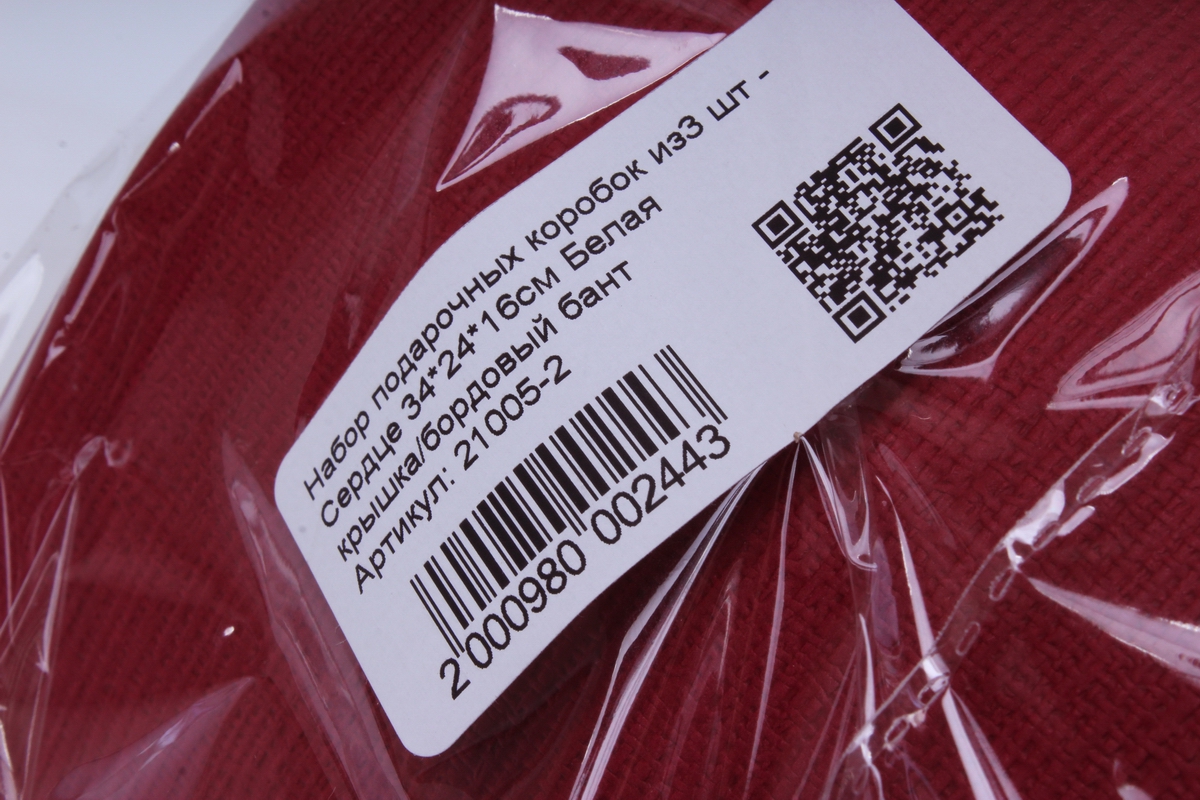 Набор подарочных коробок из3 шт -
Сердце 34*24*16см Белая
крышка/бордовый бант
Артикул: 21005-2
2 000980 002443